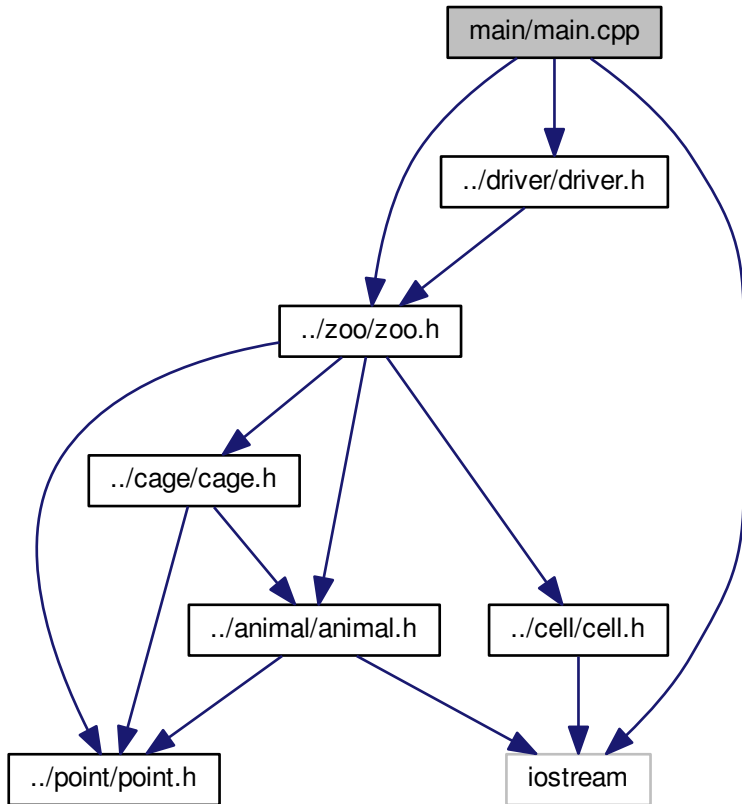 main/main.cpp
../driver/driver.h
../zoo/zoo.h
../cage/cage.h
../animal/animal.h
../cell/cell.h
../point/point.h
iostream